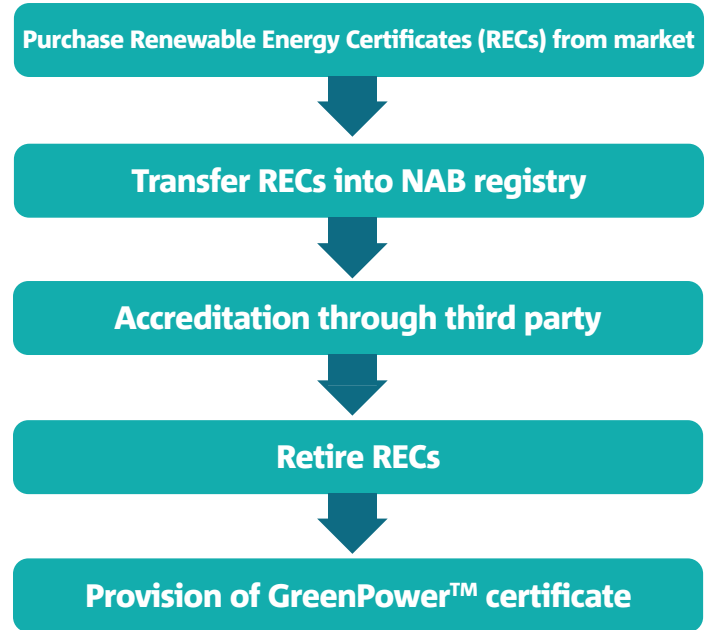 Purchase Renewable Energy Certificates (RECs) from market
Transfer RECs into NAB registry
Accreditation through third party
Retire RECs
Provision of GreenPower™ certificate